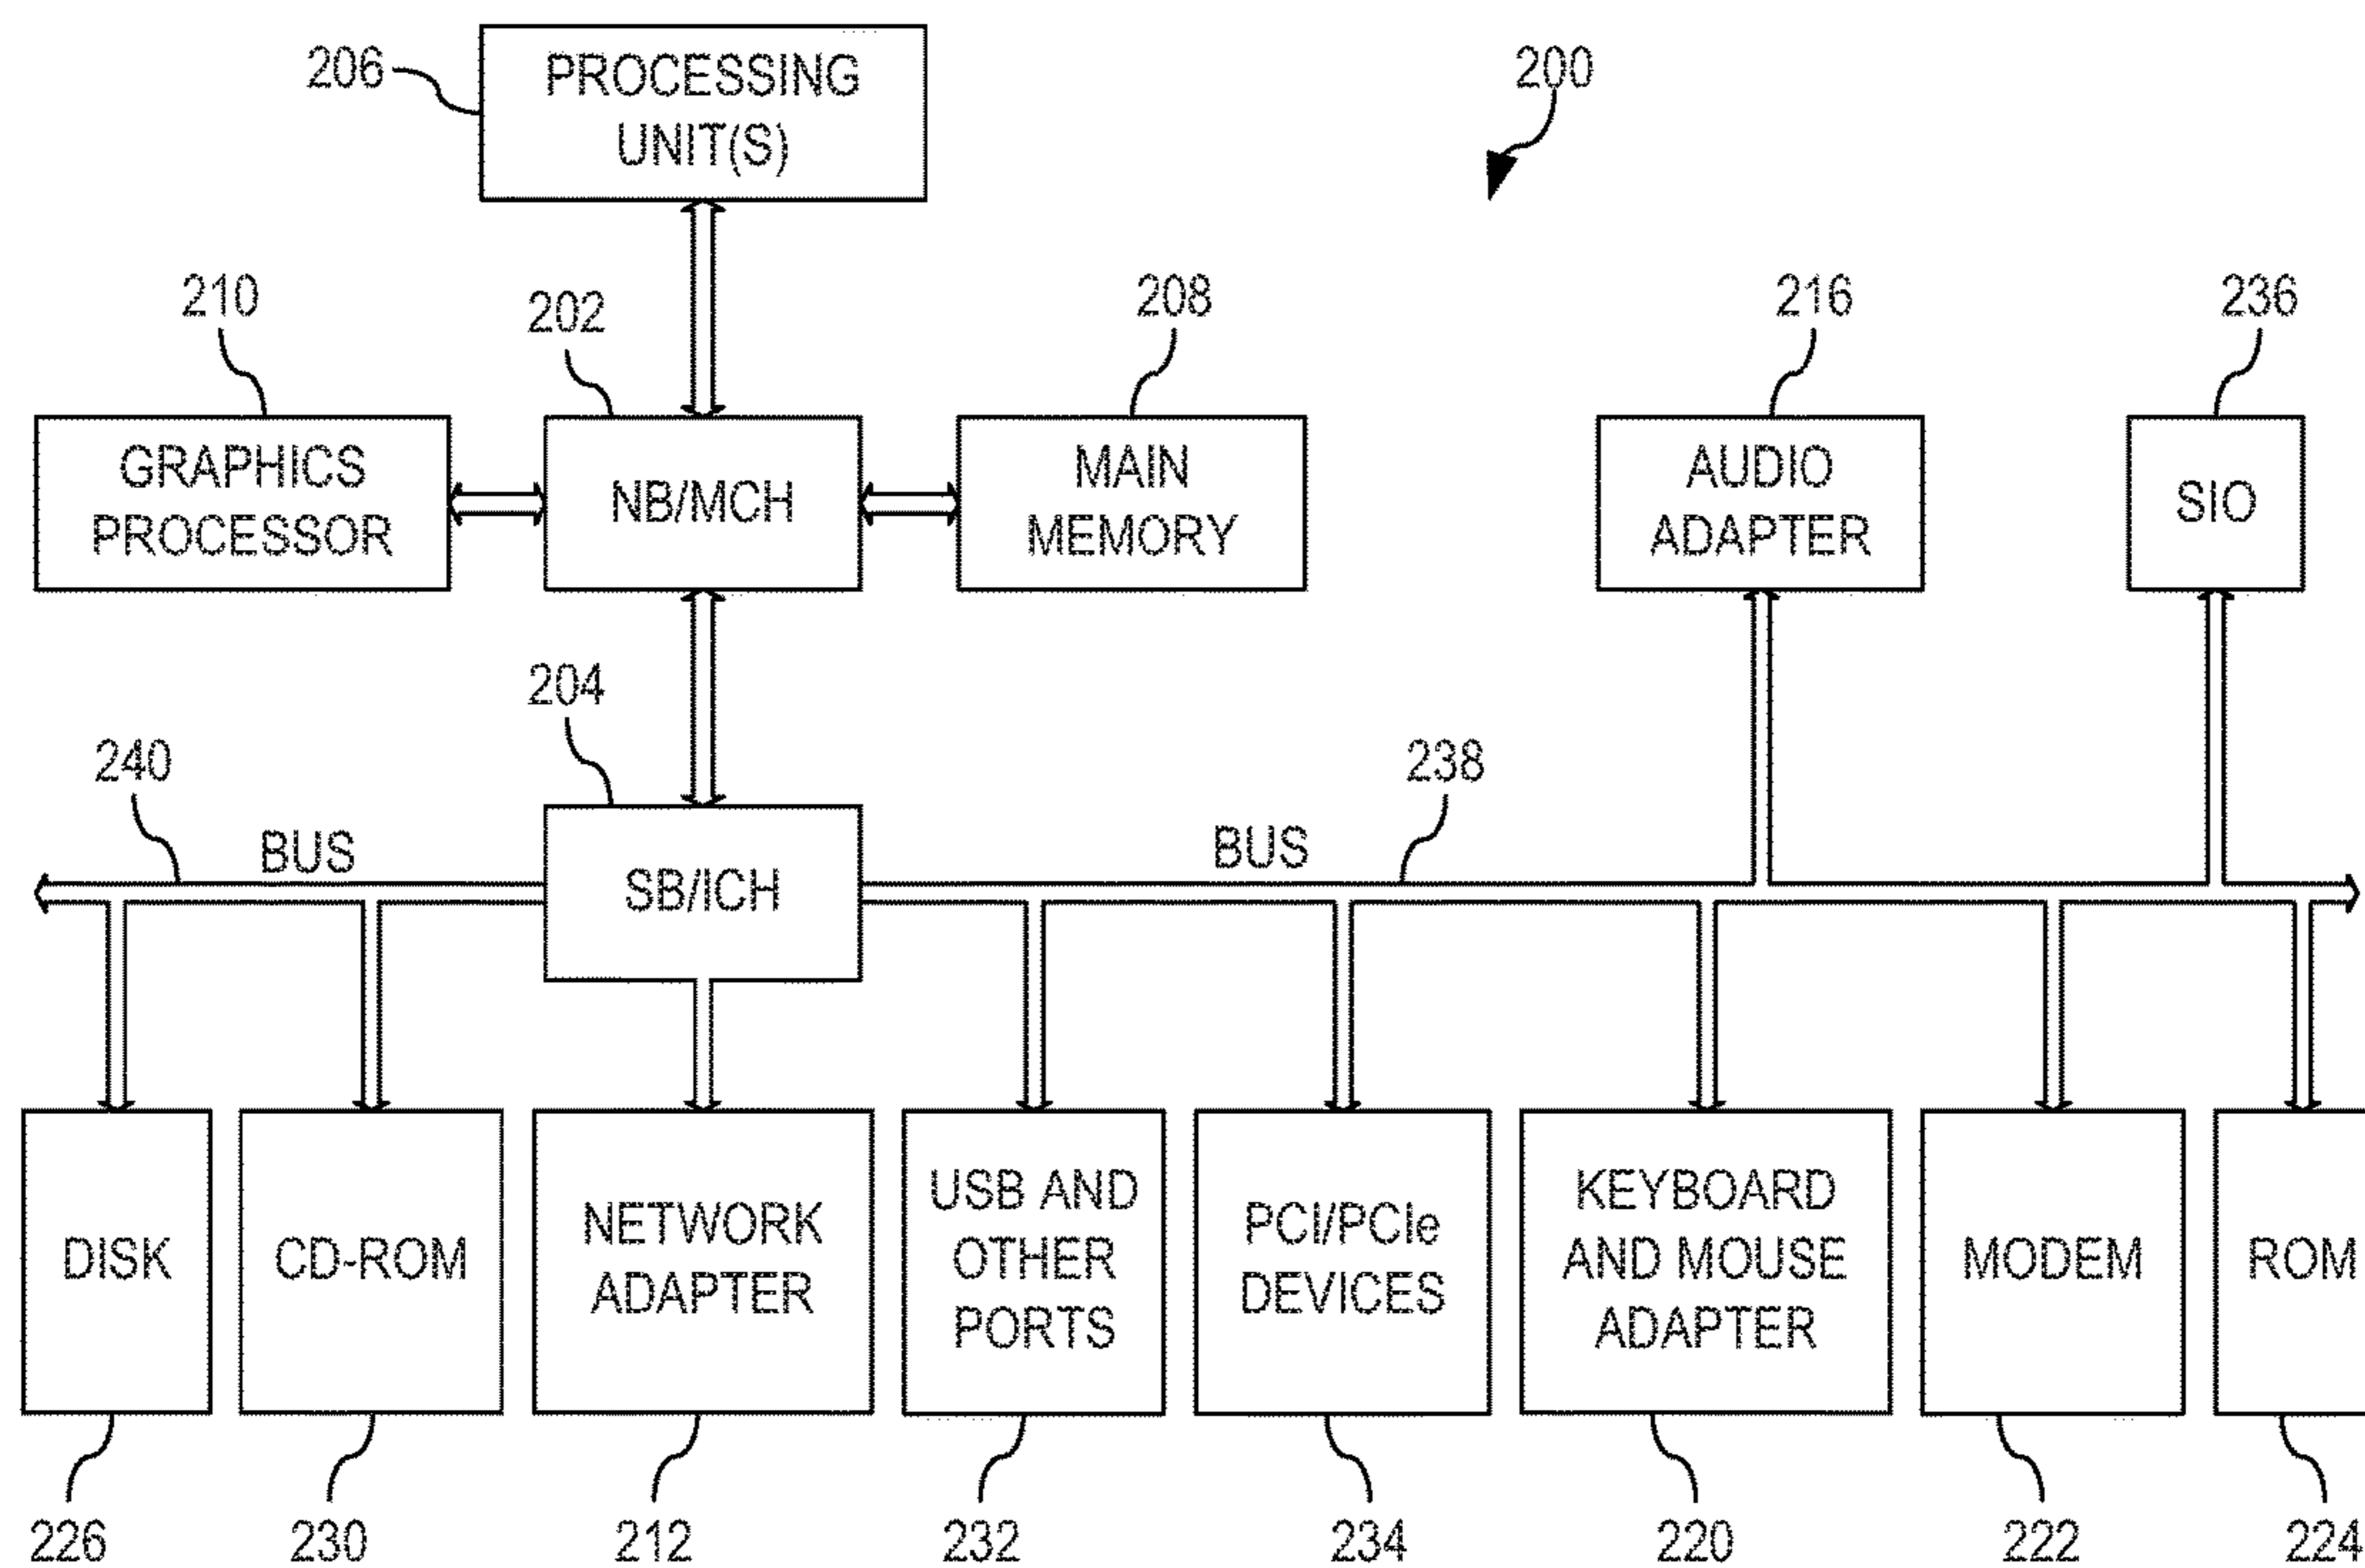 206
PROCESSING
UNIT(S)
200
210
202
208
216
236
GRAPHICS
PROCESSOR
NB/MCH
MAIN
MEMORY
AUDIO
ADAPTER
SIO
204
240
BUS
SB/ICH
BUS
238
DISK
CD-ROM
NETWORK
ADAPTER
USB AND
OTHER
PORTS
PCI/PCIe
DEVICES
KEYBOARD
AND MOUSE
ADAPTER
MODEM
ROM
226
230
212
232
234
220
222
224